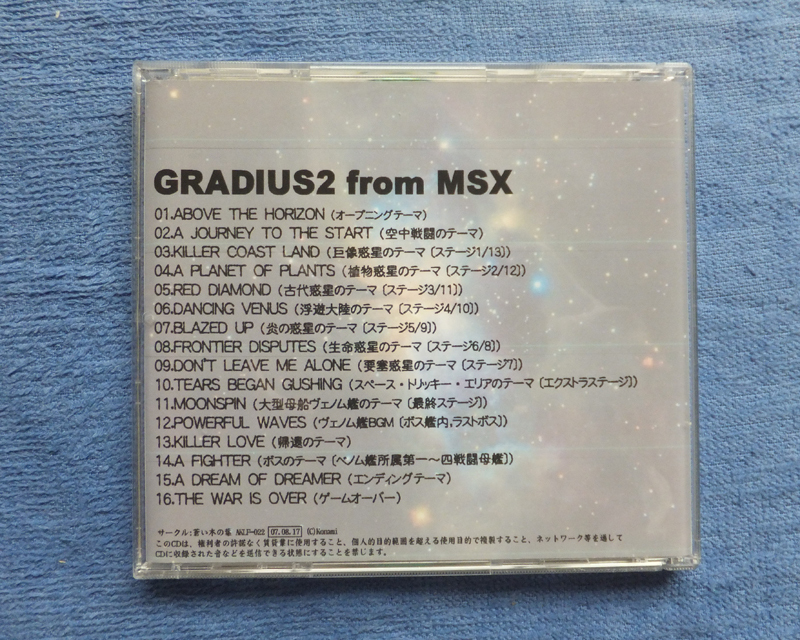 GRADIUS2 from MSX
01.ABOVE THE HORIZON (オープニングテーマ)
02.A JOURNEY TO THE START (空中戦闘のテーマ)
03.KILLER COAST LAND (巨像惑星のテーマ〔ステージ1/13〕)
04.A PLANET OF PLANTS (植物惑星のテーマ〔ステージ2/12〕)
05.RED DIAMOND (古代惑星のテーマ〔ステージ3/11〕)
06.DANCING VENUS (浮遊大陸のテーマ〔ステージ4/10〕)
07.BLAZED UP (炎の惑星のテーマ〔ステージ5/9〕)
08.FRONTIER DISPUTES (生命惑星のテーマ〔ステージ6/8〕)
09.DON'T LEAVE ME ALONE (要塞惑星のテーマ〔ステージ7〕)
10.TEARS BEGAN GUSHING (スペース・トリッキー・エリアのテーマ〔エクストラステージ〕)
11.MOONSPIN (大型母船ヴェノム艦のテーマ〔最終ステージ〕)
12.POWERFUL WAVES (ヴェノム艦BGM〔ボス艦内,ラストボス〕)
13.KILLER LOVE (帰還のテーマ)
14.A FIGHTER (ボスのテーマ〔ベノム艦所属第一〜四戦闘母艦〕)
15.A DREAM OF DREAMER (エンディングテーマ)
16.THE WAR IS OVER (ゲームオーバー)
サークル:蒼い水の集 AKLF-022 07.08.17 (C)Konami
このCDは、権利者の許諾なく賃貸業に使用すること、個人的目的範囲を超える使用目的で複製すること、ネットワーク等を通して
CDに収録された音などを送信できる状態にすることを禁じます。